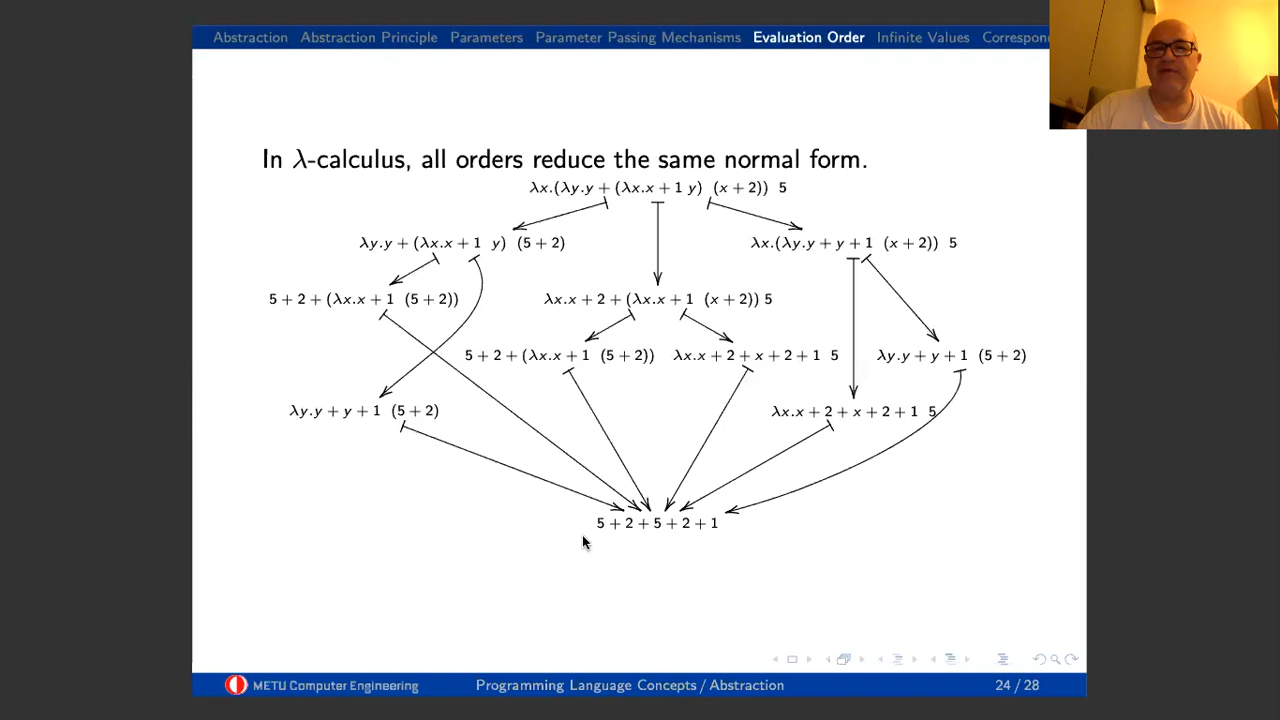 Abstraction Abstraction Principle Parameters Parameter Passing Mechanisms Evaluation Order Infinite Values Correspon
In λ-calculus, all orders reduce the same normal form.
λx.(λy.y + (λx.x + 1 y) (x + 2)) 5
λy.y + (λx.x + 1 y) (5 + 2)
λx.(λy.y + y + 1 (x + 2)) 5
5 + 2 + (λx.x + 1 (5 + 2))
λx.x + 2 + (λx.x + 1 (x + 2)) 5
5 + 2 + (λx.x + 1 (5 + 2))
λx.x + 2 + x + 2 + 1 5
λy.y + y + 1 (5 + 2)
λy.y + y + 1 (5 + 2)
λx.x + 2 + x + 2 + 1 5
5 + 2 + 5 + 2 + 1
METU Computer Engineering Programming Language Concepts / Abstraction 24 / 28